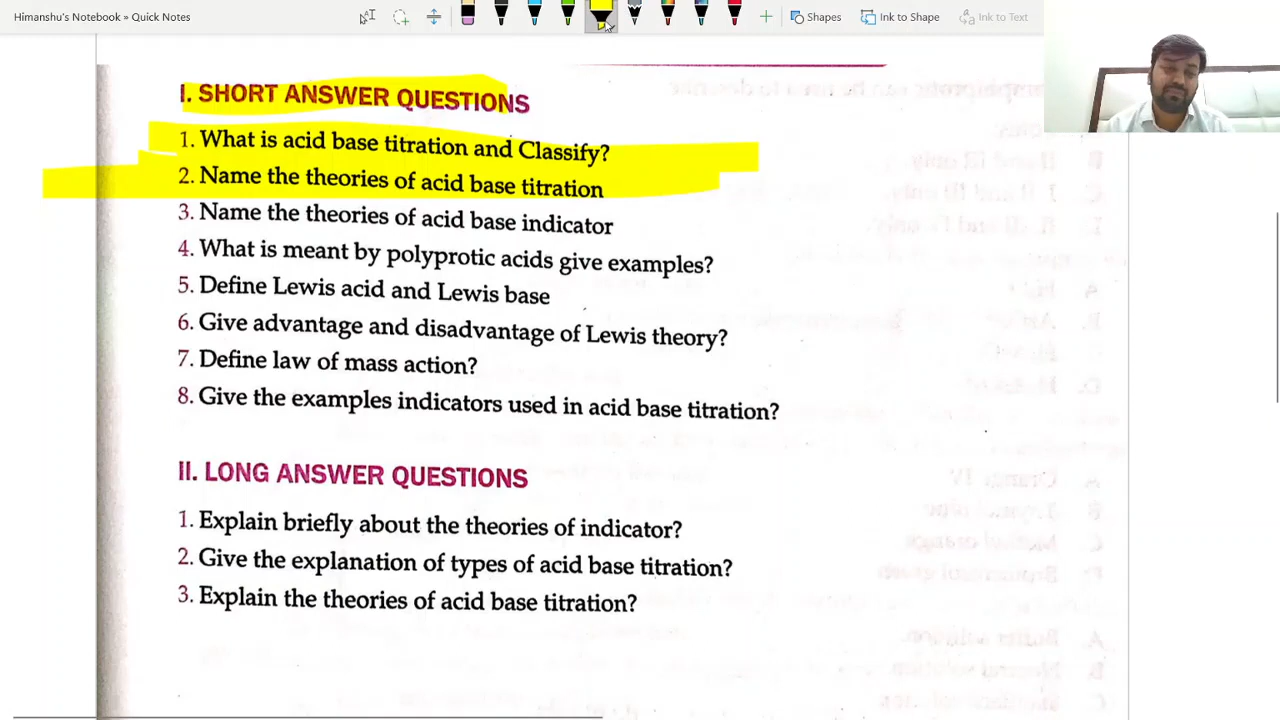 Himanshu's Notebook » Quick Notes
Shapes
Ink to Shape
Ink to Text
I. SHORT ANSWER QUESTIONS
1. What is acid base titration and Classify?
2. Name the theories of acid base titration
3. Name the theories of acid base indicator
4. What is meant by polyprotic acids give examples?
5. Define Lewis acid and Lewis base
6. Give advantage and disadvantage of Lewis theory?
7. Define law of mass action?
8. Give the examples indicators used in acid base titration?
II. LONG ANSWER QUESTIONS
1. Explain briefly about the theories of indicator?
2. Give the explanation of types of acid base titration?
3. Explain the theories of acid base titration?